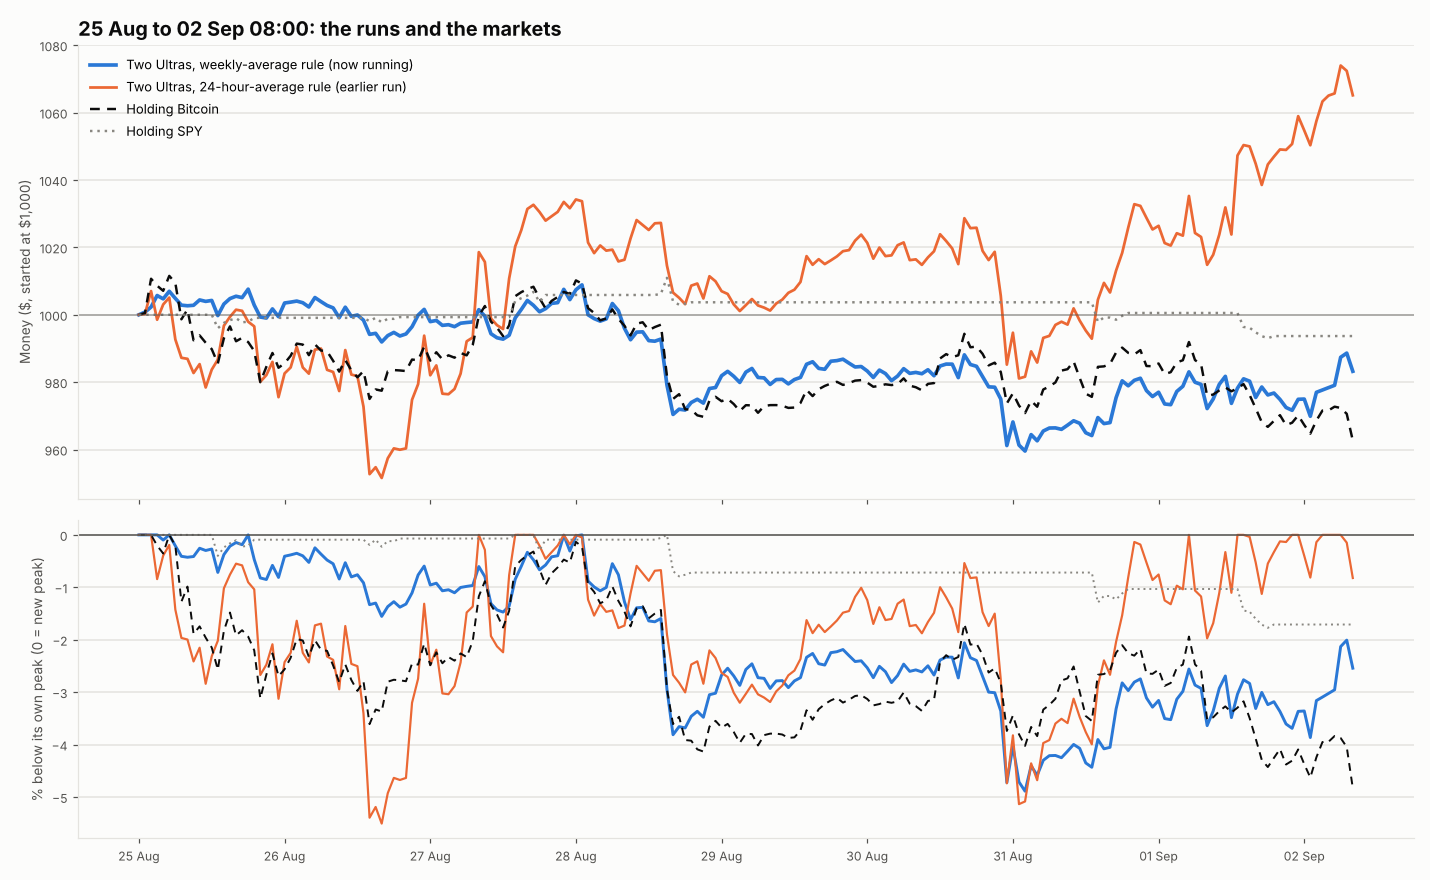 25 Aug to 02 Sep 08:00: the runs and the markets
Money ($, started at $1,000)
1080
1060
1040
1020
1000
980
960
Two Ultras, weekly-average rule (now running)
Two Ultras, 24-hour-average rule (earlier run)
Holding Bitcoin
Holding SPY
% below its own peak (0 = new peak)
0
−1
−2
−3
−4
−5
25 Aug
26 Aug
27 Aug
28 Aug
29 Aug
30 Aug
31 Aug
01 Sep
02 Sep